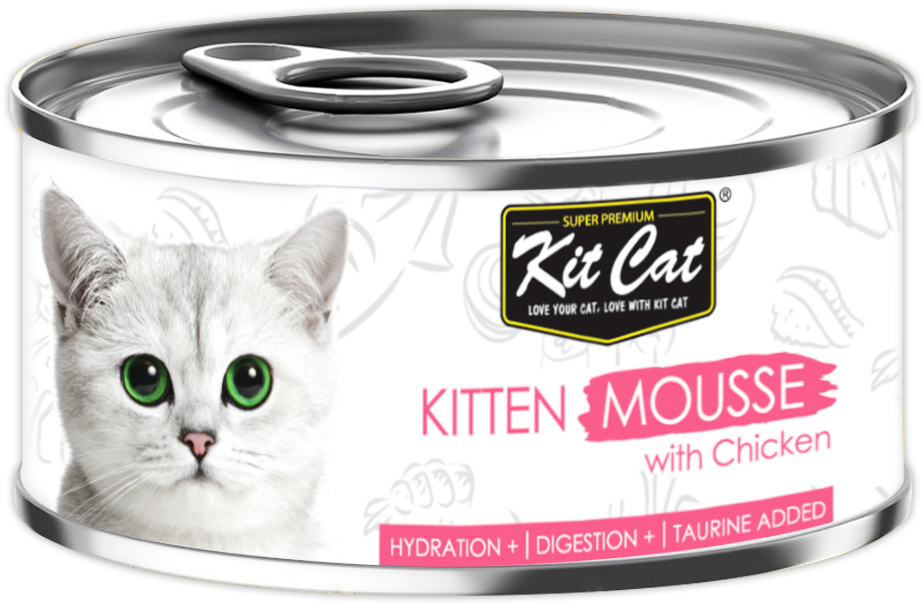 SUPER PREMIUM
Kit Cat®
LOVE YOUR CAT, LOVE WITH KIT CAT
KITTEN MOUSSE
with Chicken
HYDRATION + | DIGESTION + | TAURINE ADDED